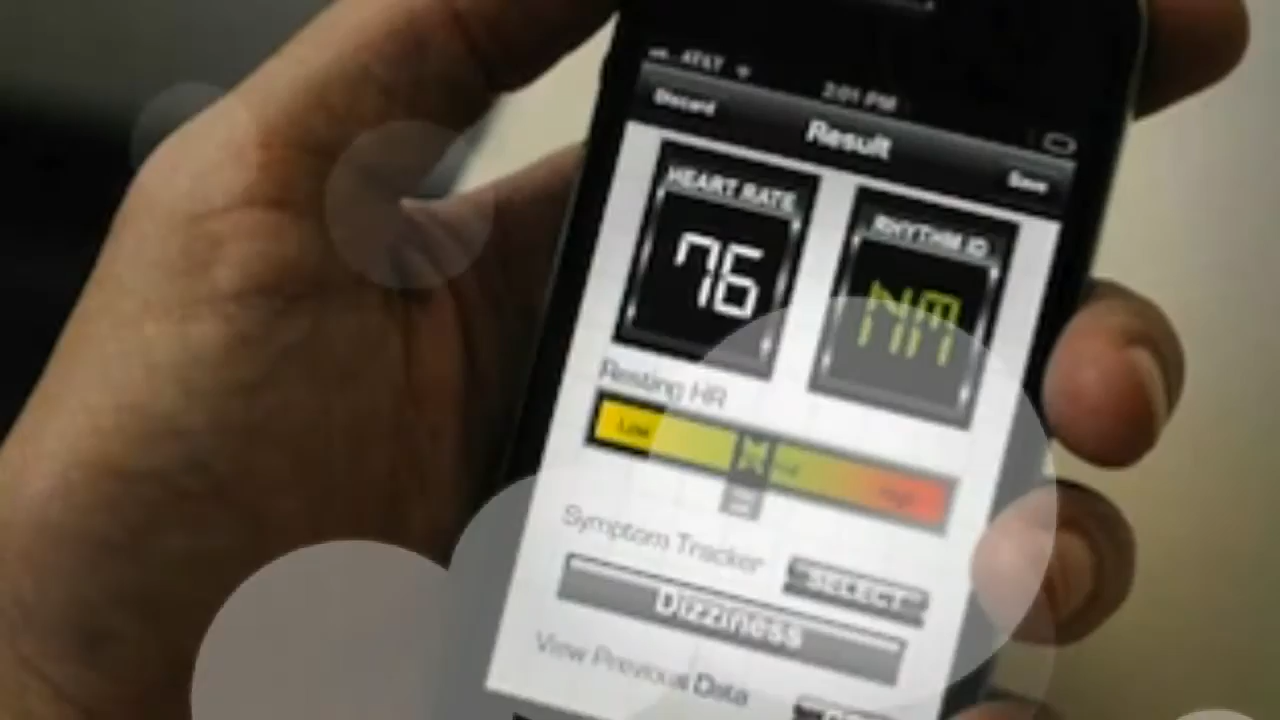 AT&T
2:01 PM
Discard
Result
Save
HEART RATE
76
RHYTHM ID
NM
Resting HR
Low
High
Symptom Tracker
SELECT
Dizziness
View Previous Data